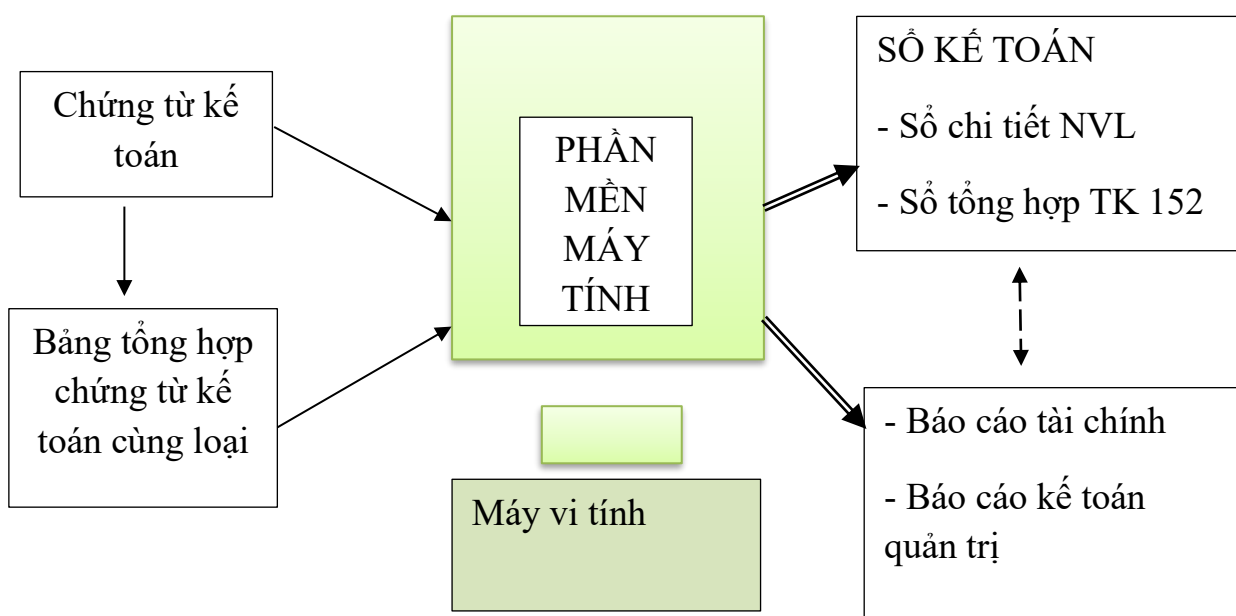 Chứng từ kế
toán
Bảng tổng hợp
chứng từ kế
toán cùng loại
PHẦN
MỀN
MÁY
TÍNH
Máy vi tính
SỔ KẾ TOÁN
- Sổ chi tiết NVL
- Sổ tổng hợp TK 152
- Báo cáo tài chính
- Báo cáo kế toán
quản trị